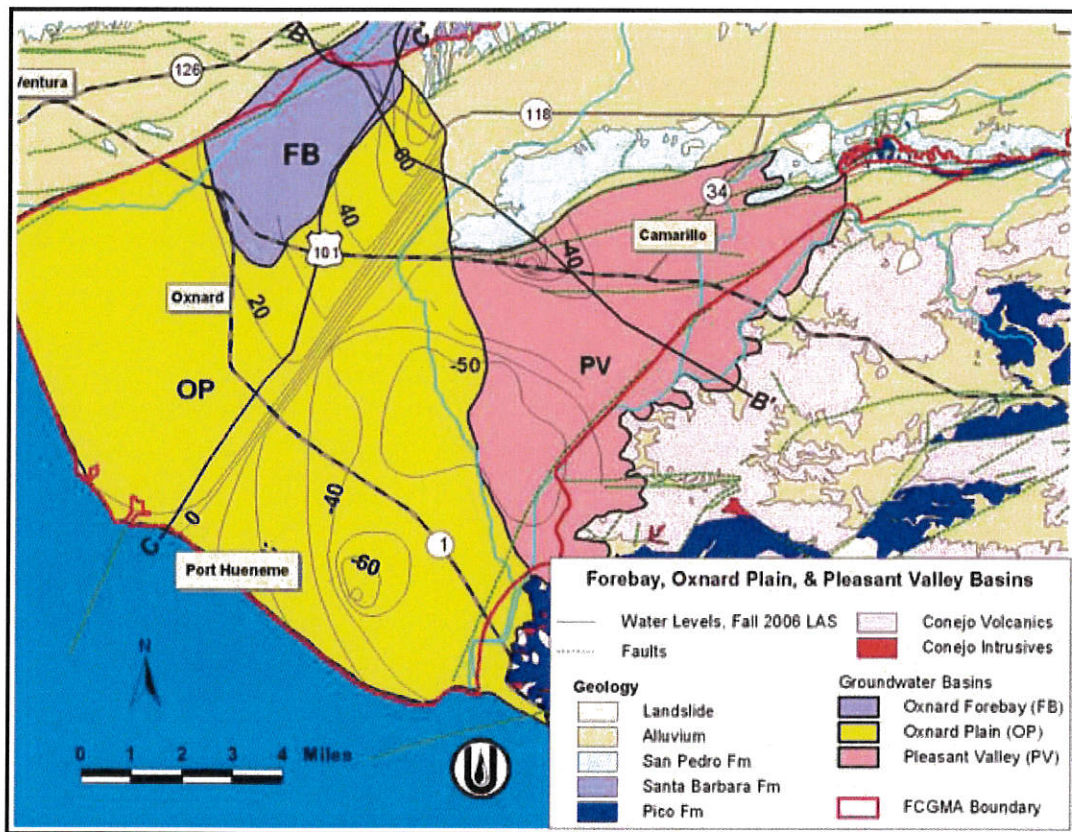 B
C
Ventura
126
118
80
FB
34
40
Camarillo
-40
101
20
Oxnard
-50
PV
OP
B'
-40
0
1
-60
Port Hueneme
N
0 1 2 3 4 Miles
U
Forebay, Oxnard Plain, & Pleasant Valley Basins
Water Levels, Fall 2006 LAS
Faults
Geology
Landslide
Alluvium
San Pedro Fm
Santa Barbara Fm
Pico Fm
Conejo Volcanics
Conejo Intrusives
Groundwater Basins
Oxnard Forebay (FB)
Oxnard Plain (OP)
Pleasant Valley (PV)
FCGMA Boundary